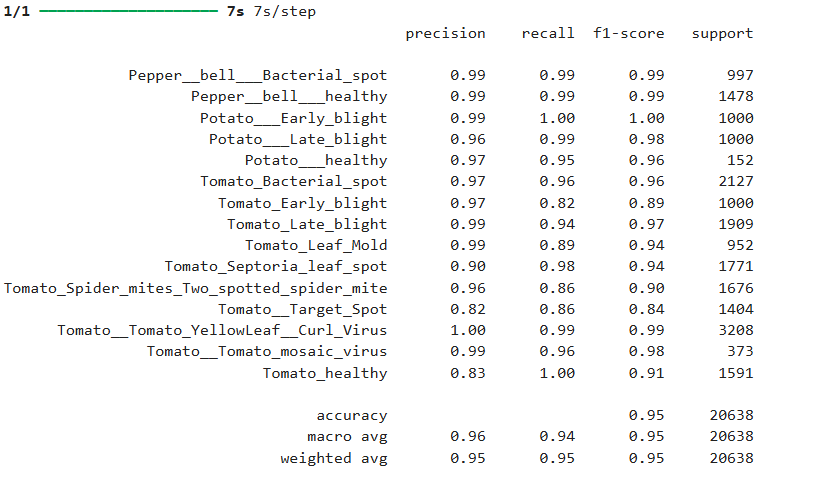 1/1 ━━━━━━━━━━━━━━━━━━━━ 7s 7s/step
precision recall f1-score support
Pepper__bell___Bacterial_spot 0.99 0.99 0.99 997
Pepper__bell___healthy 0.99 0.99 0.99 1478
Potato___Early_blight 0.99 1.00 1.00 1000
Potato___Late_blight 0.96 0.99 0.98 1000
Potato___healthy 0.97 0.95 0.96 152
Tomato_Bacterial_spot 0.97 0.96 0.96 2127
Tomato_Early_blight 0.97 0.82 0.89 1000
Tomato_Late_blight 0.99 0.94 0.97 1909
Tomato_Leaf_Mold 0.99 0.89 0.94 952
Tomato_Septoria_leaf_spot 0.90 0.98 0.94 1771
Tomato_Spider_mites_Two_spotted_spider_mite 0.96 0.86 0.90 1676
Tomato__Target_Spot 0.82 0.86 0.84 1404
Tomato__Tomato_YellowLeaf__Curl_Virus 1.00 0.99 0.99 3208
Tomato__Tomato_mosaic_virus 0.99 0.96 0.98 373
Tomato_healthy 0.83 1.00 0.91 1591
accuracy 0.95 20638
macro avg 0.96 0.94 0.95 20638
weighted avg 0.95 0.95 0.95 20638